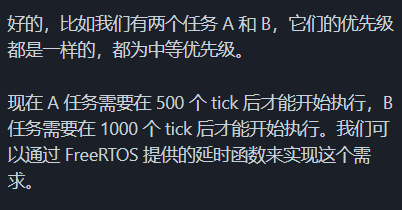 好的，比如我们有两个任务 A 和 B，它们的优先级
都是一样的，都为中等优先级。
现在 A 任务需要在 500 个 tick 后才能开始执行，B
任务需要在 1000 个 tick 后才能开始执行。我们可
以通过 FreeRTOS 提供的延时函数来实现这个需
求。